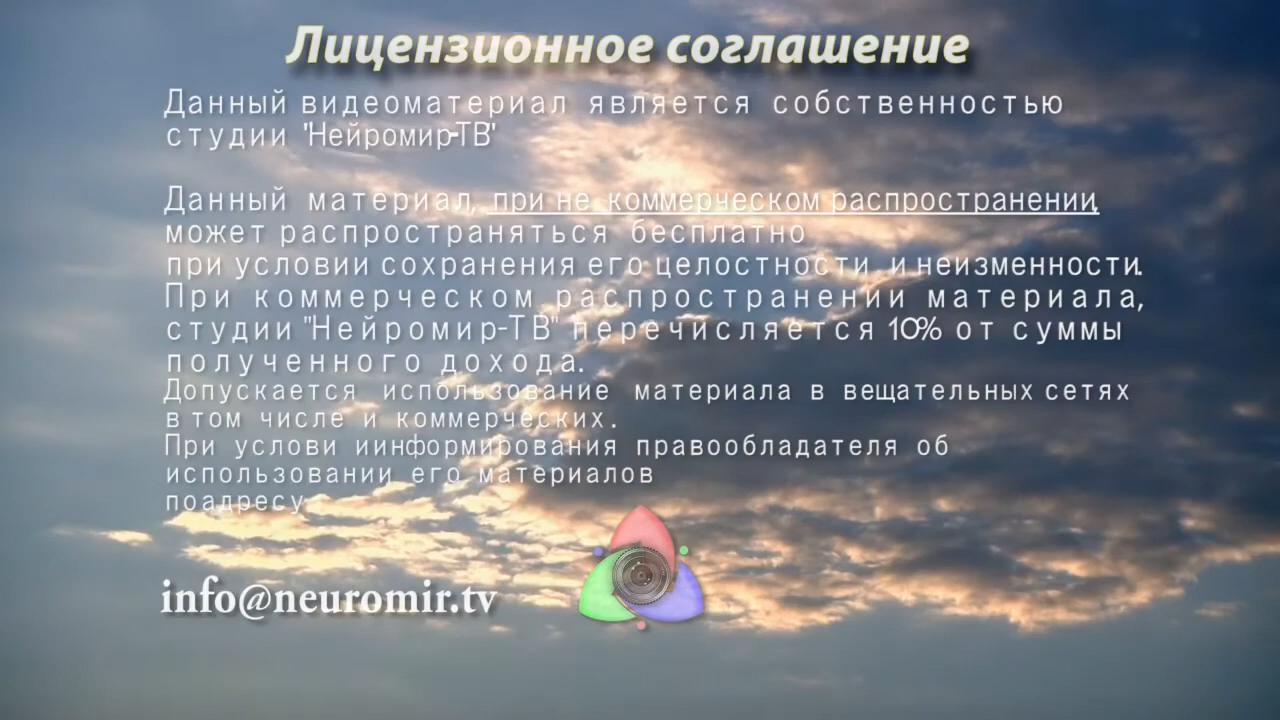 Лицензионное соглашение
Данный видеоматериал является собственностью
студии "Нейромир-ТВ"
Данный материал, при не коммерческом распространении,
может распространяться бесплатно
при условии сохранения его целостности и неизменности.
При коммерческом распространении материала,
студии "Нейромир-ТВ" перечисляется 10% от суммы
полученного дохода.
Допускается использование материала в вещательных сетях
в том числе и коммерческих.
При услови иинформирования правообладателя об
использовании его материалов
поадресу
info@neuromir.tv